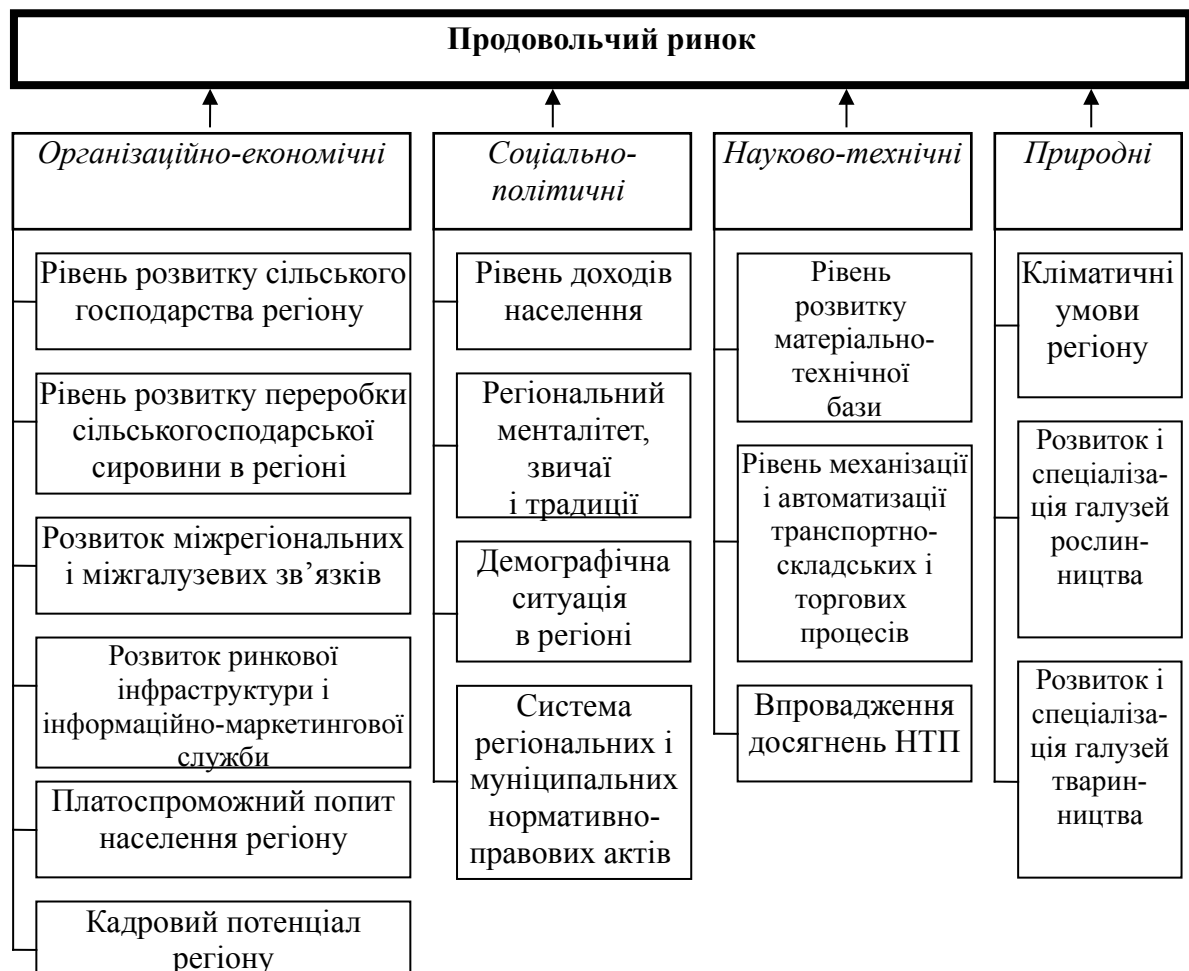 Продовольчий ринок
Організаційно-економічні
Рівень розвитку сільського
господарства регіону
Рівень розвитку переробки
сільськогосподарської
сировини в регіоні
Розвиток міжрегіональних
і міжгалузевих зв’язків
Розвиток ринкової
інфраструктури і
інформаційно-маркетингової
служби
Платоспроможний попит
населення регіону
Кадровий потенціал
регіону
Соціально-
політичні
Рівень доходів
населення
Регіональний
менталітет,
звичаї
і традиції
Демографічна
ситуація
в регіоні
Система
регіональних і
муніципальних
нормативно-
правових актів
Науково-технічні
Рівень
розвитку
матеріально-
технічної
бази
Рівень механізації
і автоматизації
транспортно-
складських і
торгових
процесів
Впровадження
досягнень НТП
Природні
Кліматичні
умови
регіону
Розвиток і
спеціаліза-
ція галузей
рослин-
ництва
Розвиток і
спеціаліза-
ція галузей
тварин-
ництва